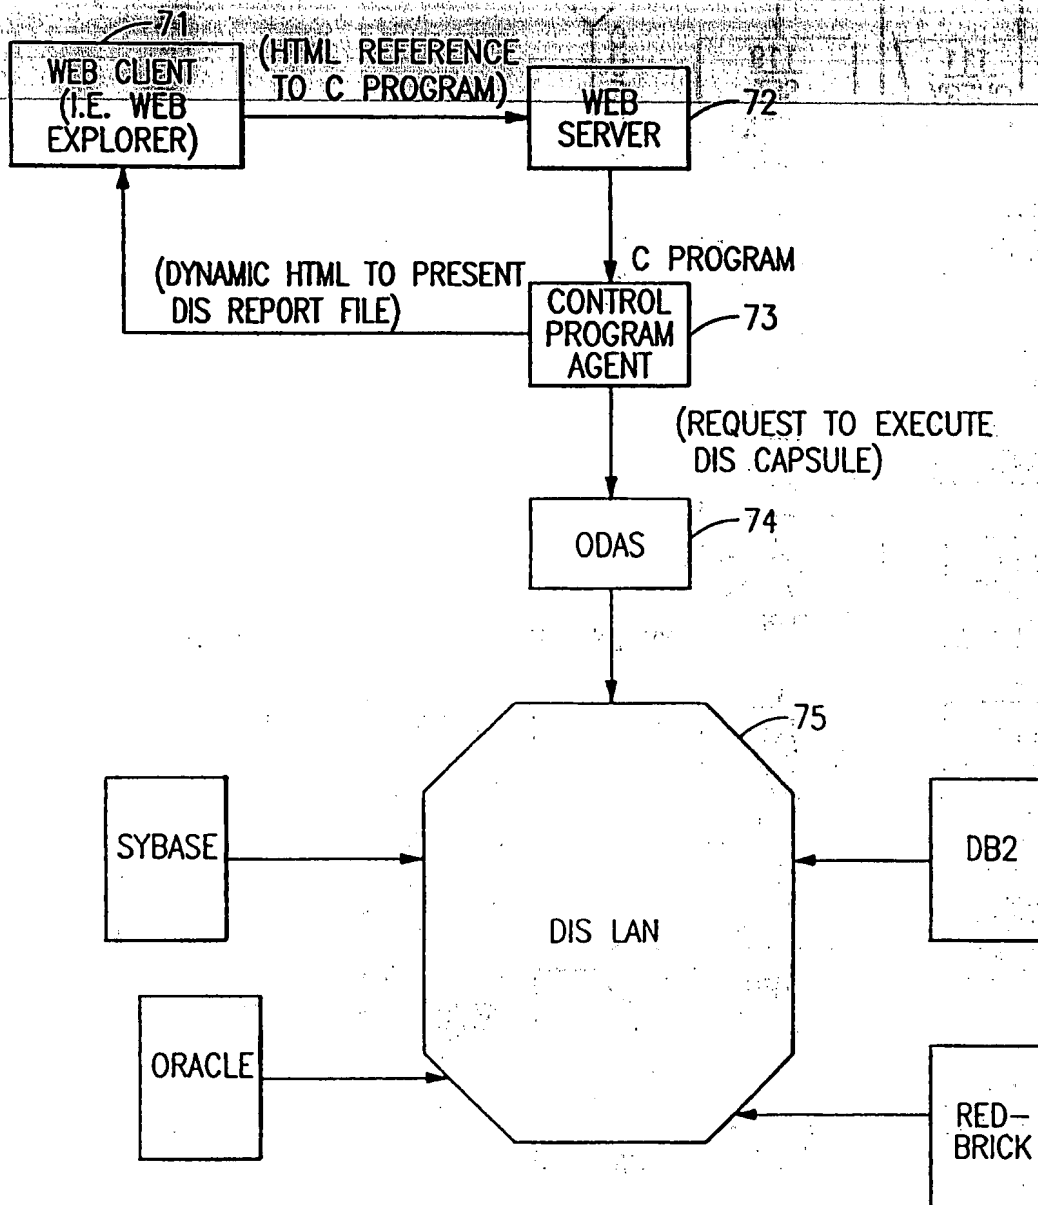 71
WEB CLIENT
(I.E. WEB
EXPLORER)
(HTML REFERENCE
TO C PROGRAM)
WEB
SERVER
72
(DYNAMIC HTML TO PRESENT
DIS REPORT FILE)
C PROGRAM
CONTROL
PROGRAM
AGENT
73
(REQUEST TO EXECUTE
DIS CAPSULE)
ODAS
74
75
SYBASE
DB2
DIS LAN
ORACLE
RED-
BRICK